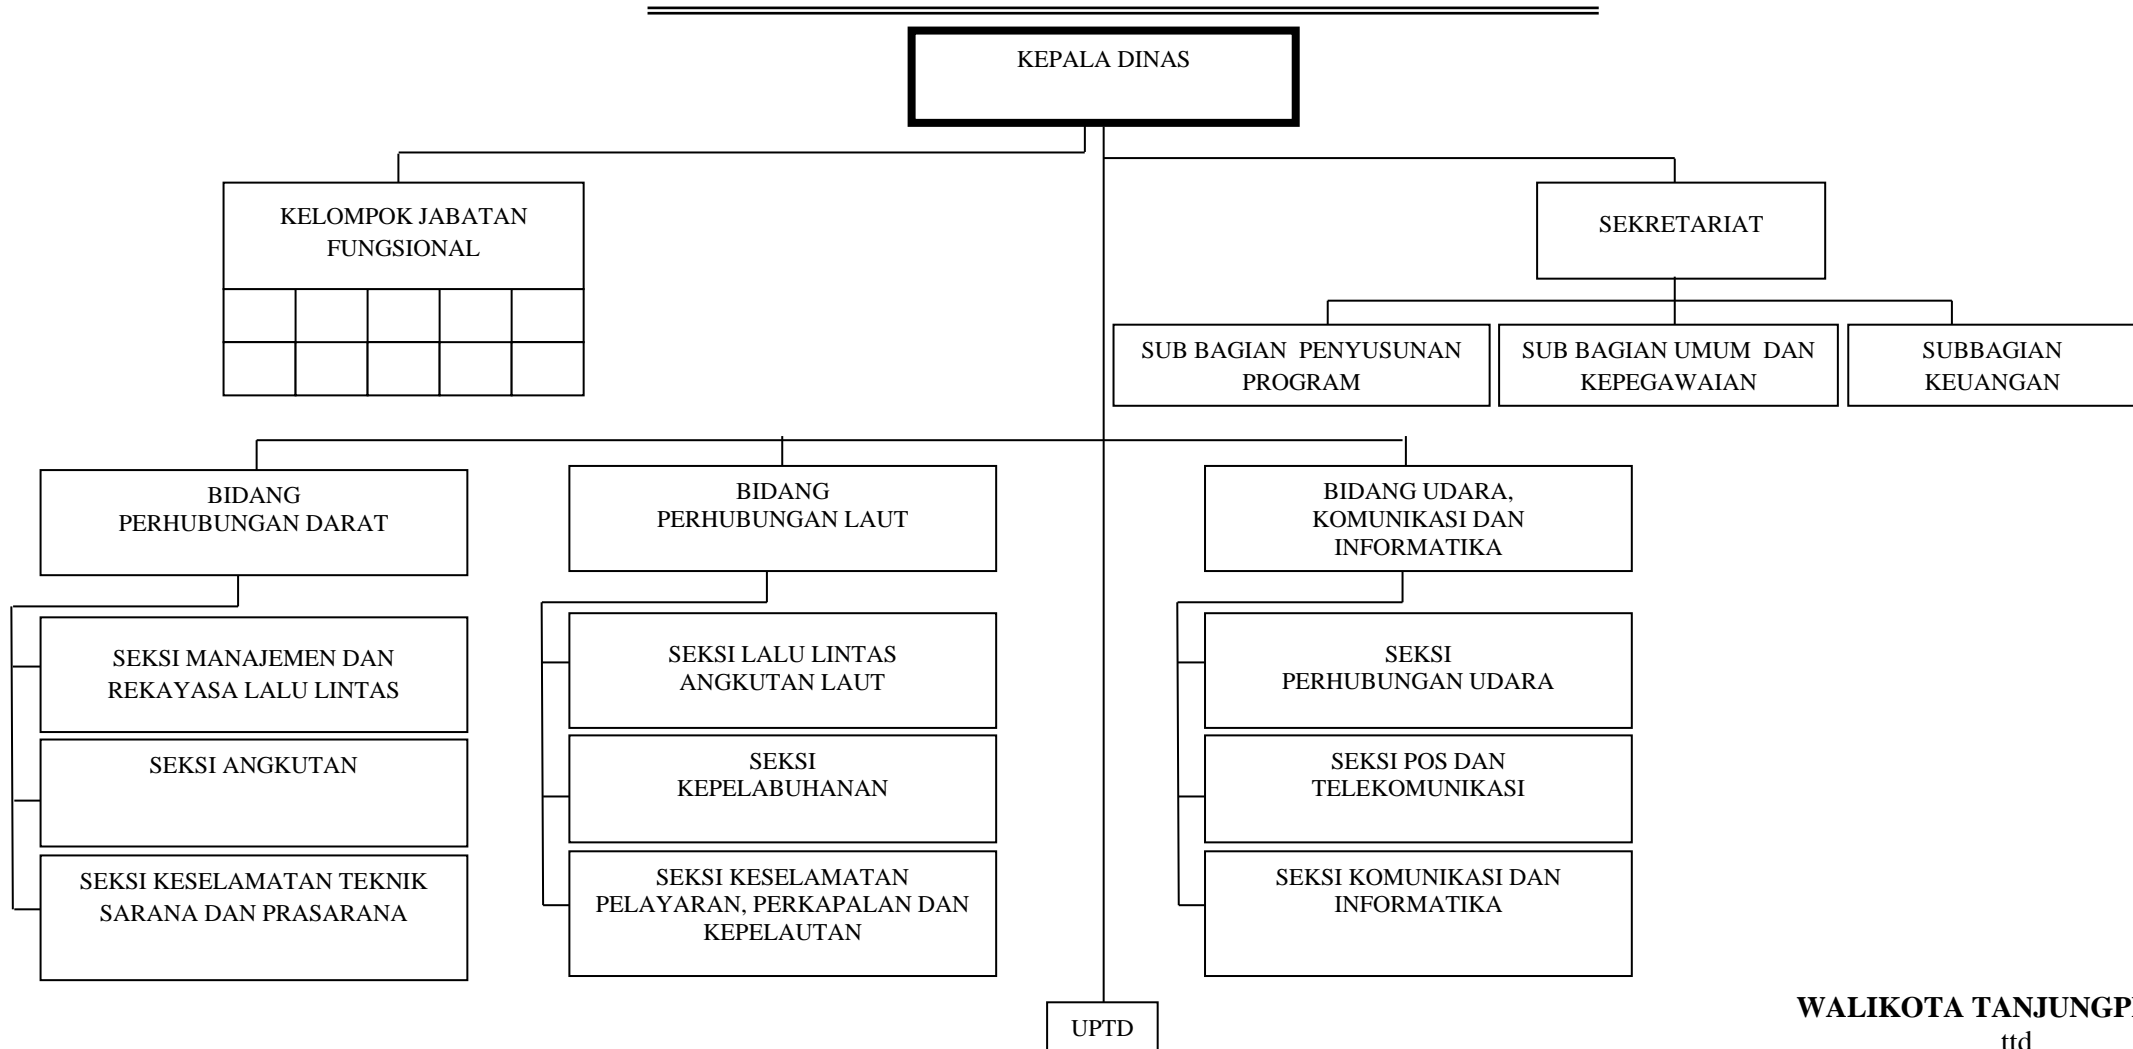 KEPALA DINAS
KELOMPOK JABATAN
FUNGSIONAL
SEKRETARIAT
SUB BAGIAN PENYUSUNAN
PROGRAM
SUB BAGIAN UMUM DAN
KEPEGAWAIAN
SUBBAGIAN
KEUANGAN
BIDANG
PERHUBUNGAN DARAT
BIDANG
PERHUBUNGAN LAUT
BIDANG UDARA,
KOMUNIKASI DAN
INFORMATIKA
SEKSI MANAJEMEN DAN
REKAYASA LALU LINTAS
SEKSI ANGKUTAN
SEKSI KESELAMATAN TEKNIK
SARANA DAN PRASARANA
SEKSI LALU LINTAS
ANGKUTAN LAUT
SEKSI
KEPELABUHANAN
SEKSI KESELAMATAN
PELAYARAN, PERKAPALAN DAN
KEPELAUTAN
SEKSI
PERHUBUNGAN UDARA
SEKSI POS DAN
TELEKOMUNIKASI
SEKSI KOMUNIKASI DAN
INFORMATIKA
UPTD
WALIKOTA
ttd